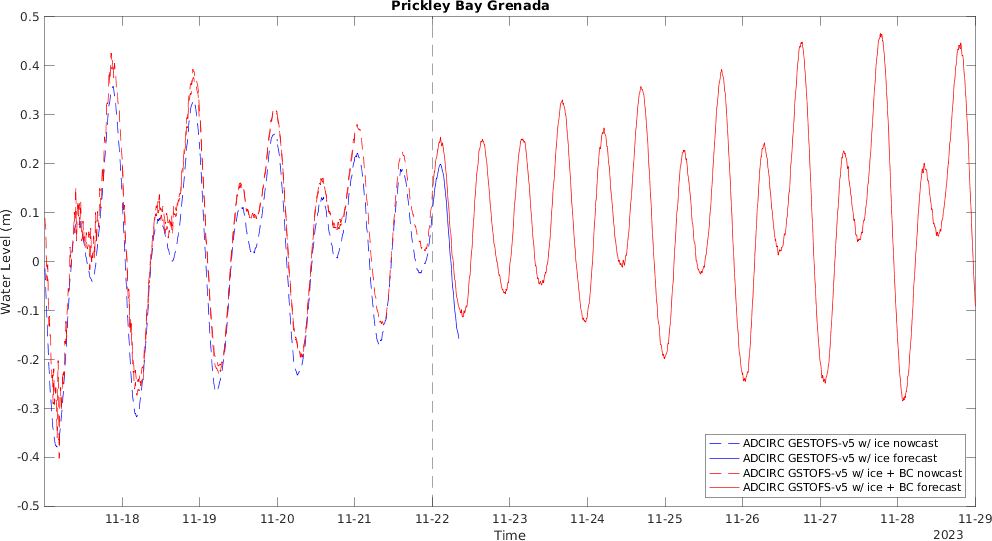 Prickley Bay Grenada
0.5
0.4
0.3
0.2
0.1
0
-0.1
-0.2
-0.3
-0.4
-0.5
Water Level (m)
ADCIRC GESTOFS-v5 w/ ice nowcast
ADCIRC GESTOFS-v5 w/ ice forecast
ADCIRC GSTOFS-v5 w/ ice + BC nowcast
ADCIRC GSTOFS-v5 w/ ice + BC forecast
11-18 11-19 11-20 11-21 11-22 11-23 11-24 11-25 11-26 11-27 11-28 11-29
Time
2023